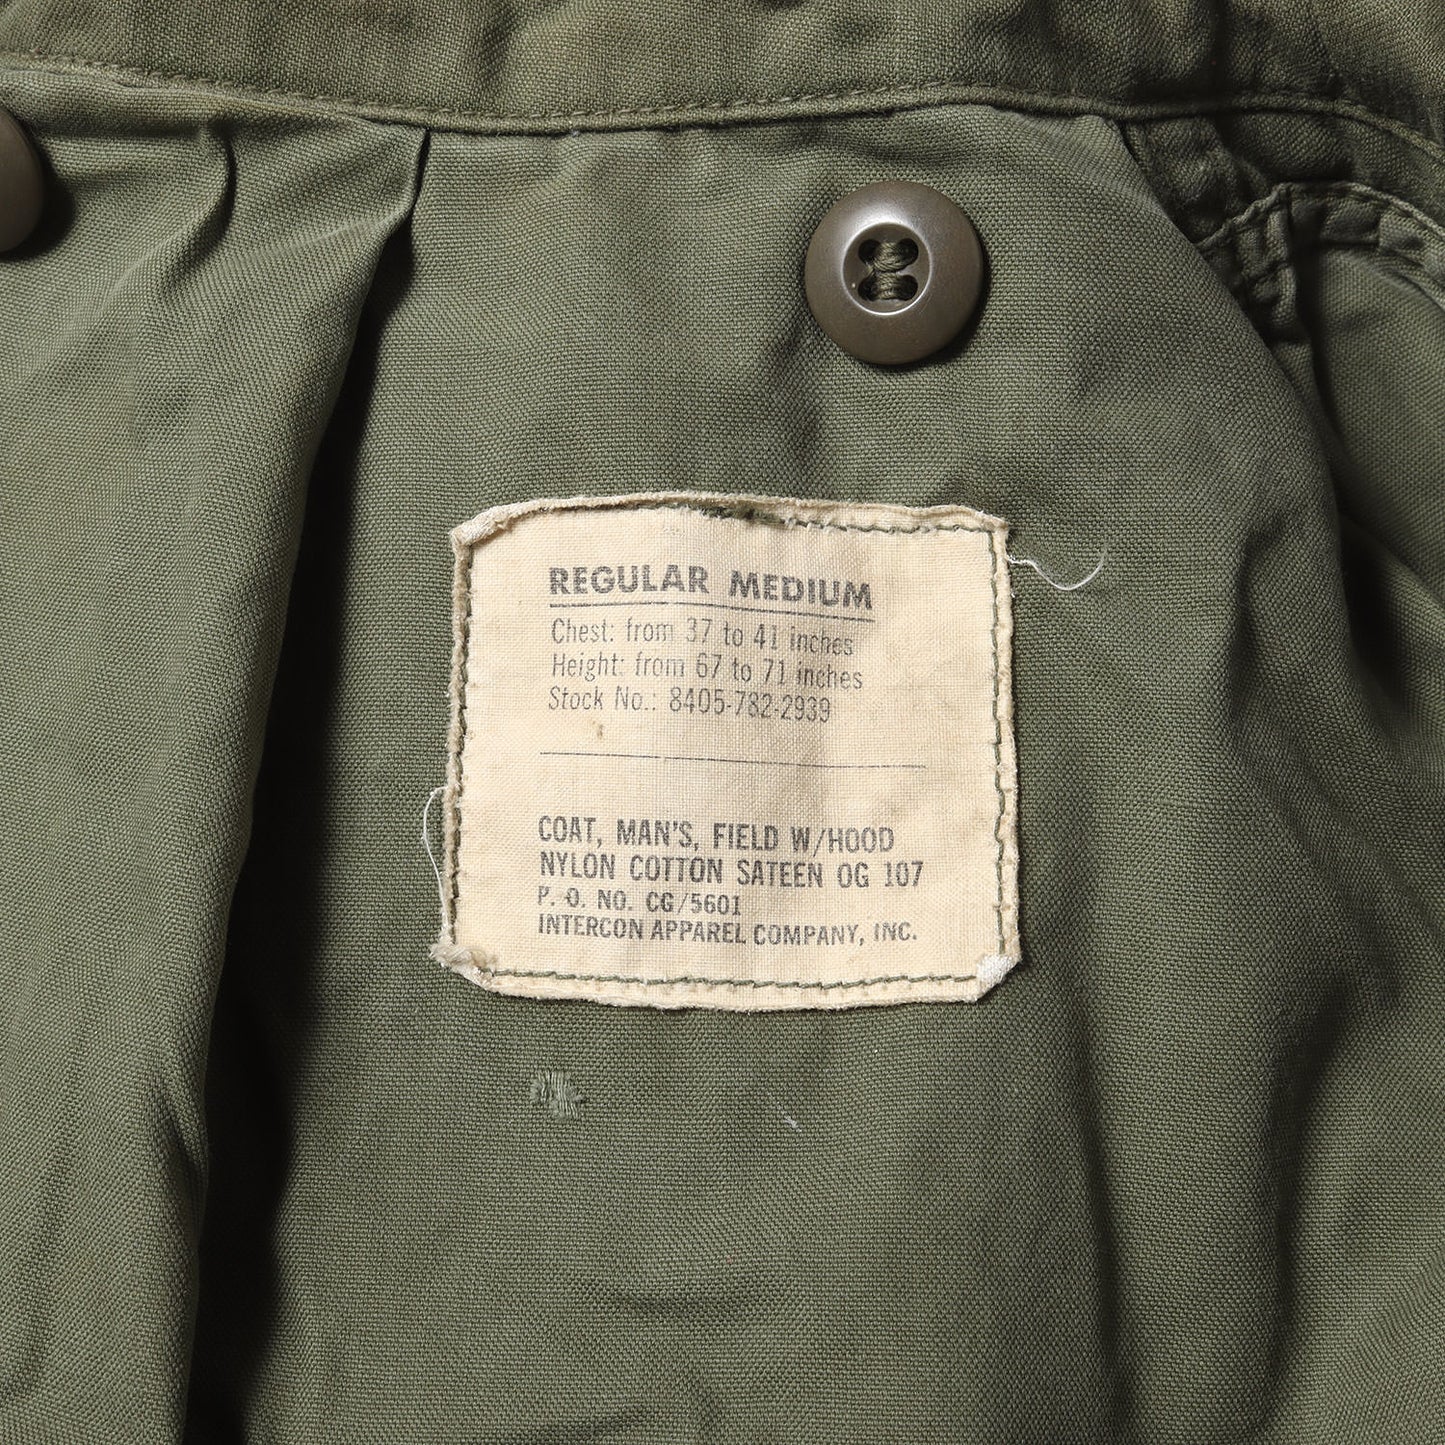 REGULAR MEDIUM
Chest: from 37 to 41 inches
Height: from 67 to 71 inches
Stock No.: 8405-782-2939
COAT, MAN'S, FIELD W/HOOD
NYLON COTTON SATEEN OG 107
P. O. NO. CG/5601
INTERCON APPAREL COMPANY, INC.